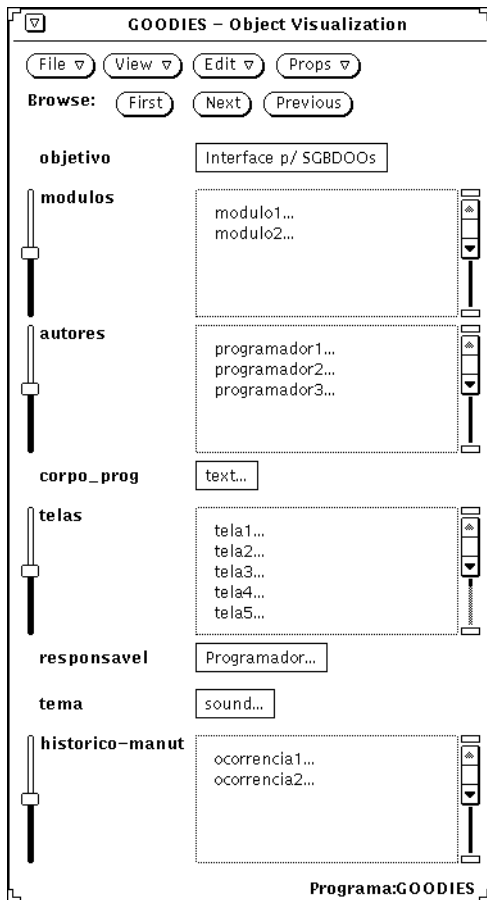 GOODIES – Object Visualization
File View Edit Props
Browse: First Next Previous
objetivo Interface p/ SGBDOOs
modulos
modulo1...
modulo2...
autores
programador1...
programador2...
programador3...
corpo_prog text...
telas
tela1...
tela2...
tela3...
tela4...
tela5...
responsavel Programador...
tema sound...
historico-manut
ocorrencia1...
ocorrencia2...
Programa:GOODIES